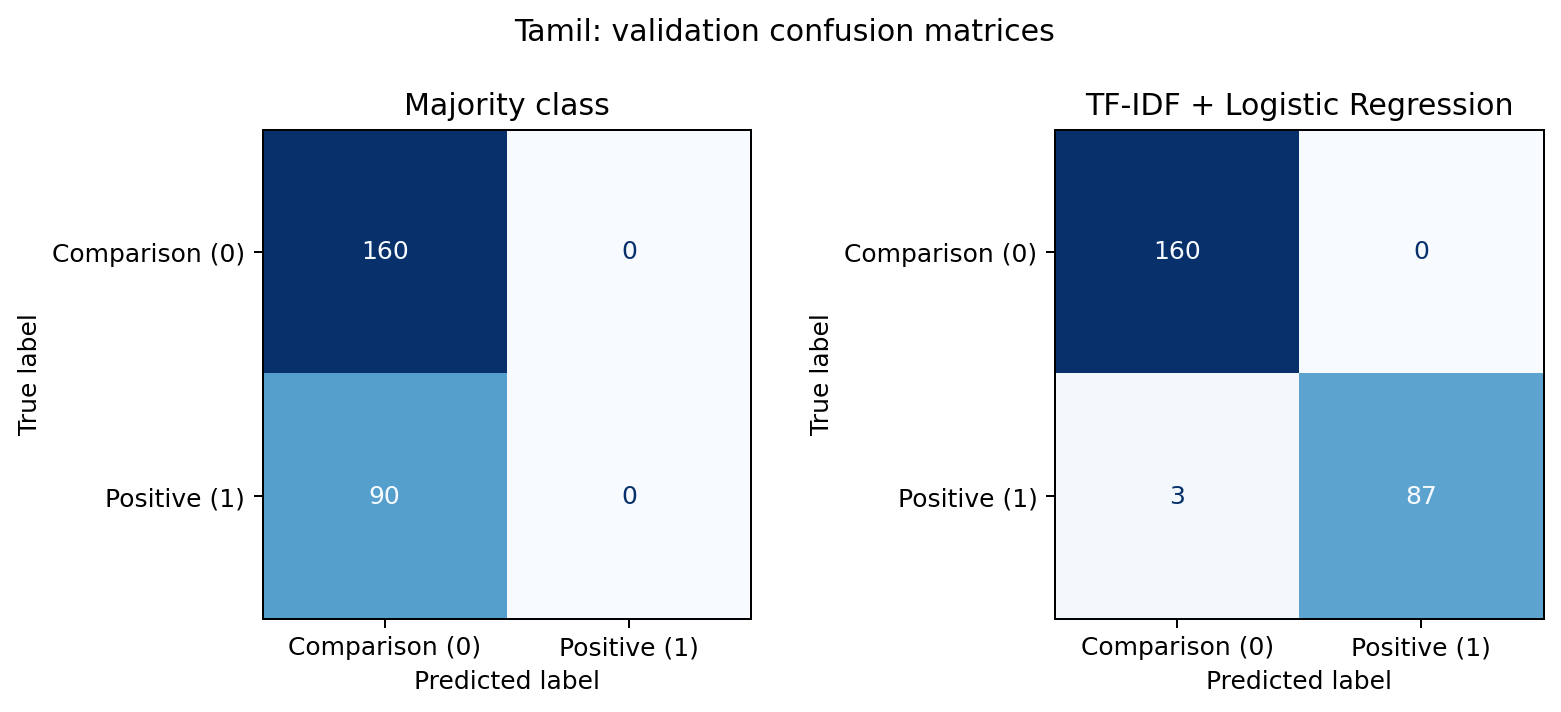 Tamil: validation confusion matrices
Majority class
True label
Comparison (0)
160
0
Positive (1)
90
0
Comparison (0)
Positive (1)
Predicted label
TF-IDF + Logistic Regression
True label
Comparison (0)
160
0
Positive (1)
3
87
Comparison (0)
Positive (1)
Predicted label